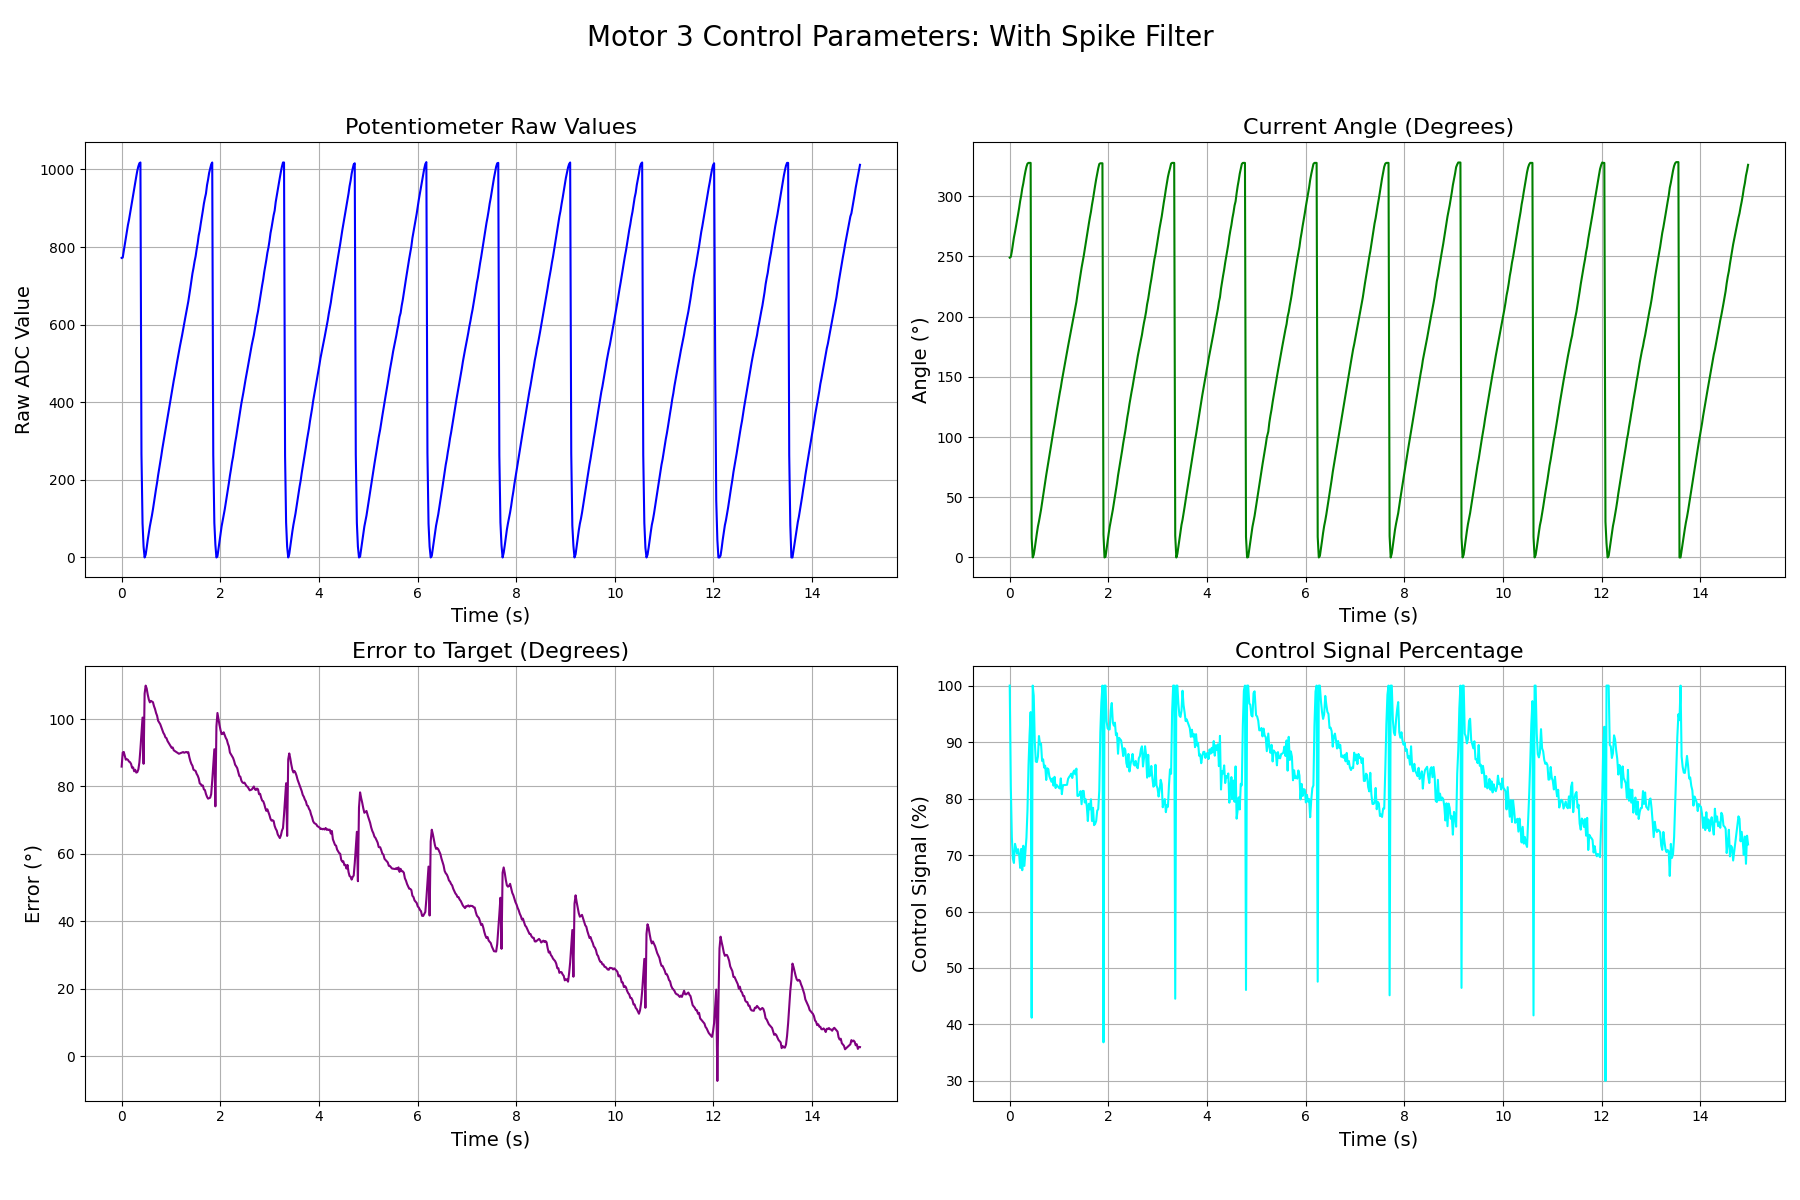 Motor 3 Control Parameters: With Spike Filter
Potentiometer Raw Values
Raw ADC Value
1000
800
600
400
200
0
0 2 4 6 8 10 12 14
Time (s)
Current Angle (Degrees)
Angle (°)
300
250
200
150
100
50
0
0 2 4 6 8 10 12 14
Time (s)
Error to Target (Degrees)
Error (°)
100
80
60
40
20
0
0 2 4 6 8 10 12 14
Time (s)
Control Signal Percentage
Control Signal (%)
100
90
80
70
60
50
40
30
0 2 4 6 8 10 12 14
Time (s)